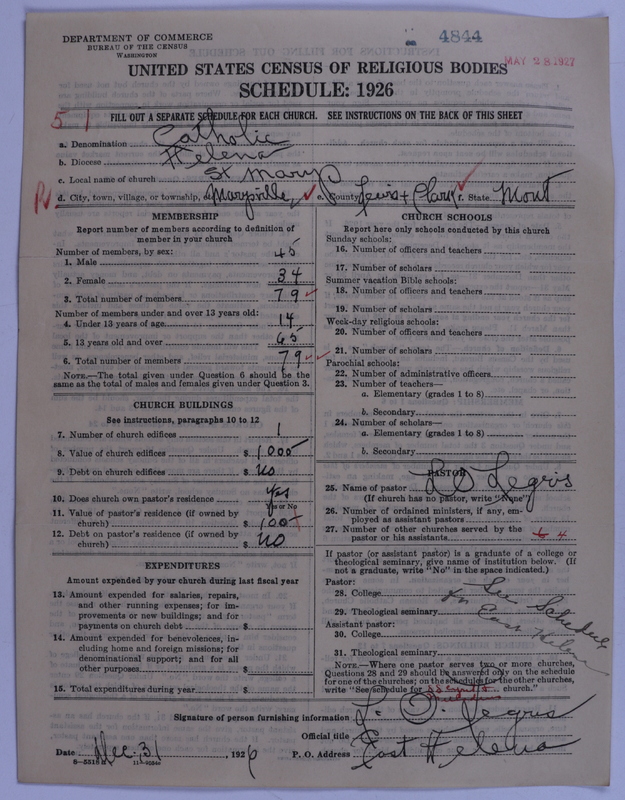 DEPARTMENT OF COMMERCE
BUREAU OF THE CENSUS
WASHINGTON
4844
MAY 28 1927
UNITED STATES CENSUS OF RELIGIOUS BODIES
SCHEDULE: 1926
51
FILL OUT A SEPARATE SCHEDULE FOR EACH CHURCH. SEE INSTRUCTIONS ON THE BACK OF THIS SHEET
a. Denomination Catholic
b. Diocese Helena
c. Local name of church St Marys
d. City, town, village, or township, etc. Marysville, e. County Lewis + Clark f. State Mont
MEMBERSHIP
Report number of members according to definition of
member in your church
Number of members, by sex:
1. Male 45
2. Female 34
3. Total number of members 79
Number of members under and over 13 years old:
4. Under 13 years of age 14
5. 13 years old and over 65
6. Total number of members 79
NOTE.—The total given under Question 6 should be the
same as the total of males and females given under Question 3.
CHURCH BUILDINGS
See instructions, paragraphs 10 to 12
7. Number of church edifices 1
8. Value of church edifices $
9. Debt on church edifices $ no
10. Does church own pastor's residence yes
Yes or No
11. Value of pastor's residence (if owned by
church) $
12. Debt on pastor's residence (if owned by
church) $ no
EXPENDITURES
Amount expended by your church during last fiscal year
13. Amount expended for salaries, repairs,
and other running expenses; for im-
provements or new buildings; and for
payments on church debt $
14. Amount expended for benevolences, in-
cluding home and foreign missions; for
denominational support; and for all
other purposes $
15. Total expenditures during year $
CHURCH SCHOOLS
Report here only schools conducted by this church
Sunday schools:
16. Number of officers and teachers
17. Number of scholars
Summer vacation Bible schools:
18. Number of officers and teachers
19. Number of scholars
Week-day religious schools:
20. Number of officers and teachers
21. Number of scholars
Parochial schools:
22. Number of administrative officers
23. Number of teachers—
a. Elementary (grades 1 to 8)
b. Secondary
24. Number of scholars—
a. Elementary (grades 1 to 8)
b. Secondary
PASTOR
25. Name of pastor L O Legris
(If church has no pastor, write "None")
26. Number of ordained ministers, if any, em-
ployed as assistant pastors
27. Number of other churches served by the
pastor or his assistants 4
If pastor (or assistant pastor) is a graduate of a college or
theological seminary, give name of institution below. (If
not a graduate, write "No" in the space indicated.)
Pastor:
28. College
29. Theological seminary
See Schedule
for East Helena
Assistant pastor:
30. College
31. Theological seminary
NOTE.—Where one pastor serves two or more churches,
Questions 28 and 29 should be answered only on the schedule
for one of the churches; on the schedules for the other churches,
write "See schedule for church."
Signature of person furnishing information L. O. Legris
Official title
Date Dec. 31, 1926 P. O. Address East Helena